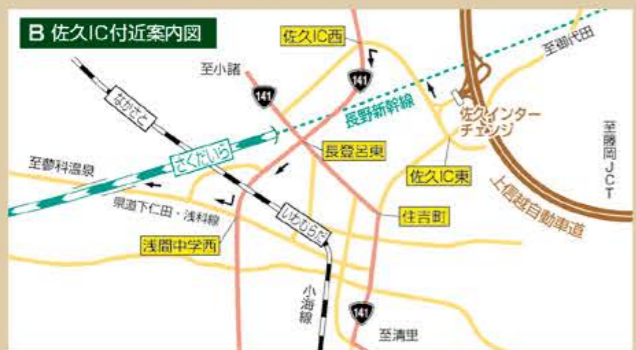 B 佐久IC付近案内図
佐久IC西
至御代田
至小諸
141
141
なかさと
長野新幹線
佐久インター
チェンジ
さくだいら
長登呂東
佐久IC東
至藤岡JCT
至蓼科温泉
県道下仁田・浅科線
いわむらだ
住吉町
上信越自動車道
浅間中学西
小海線
141
至清里